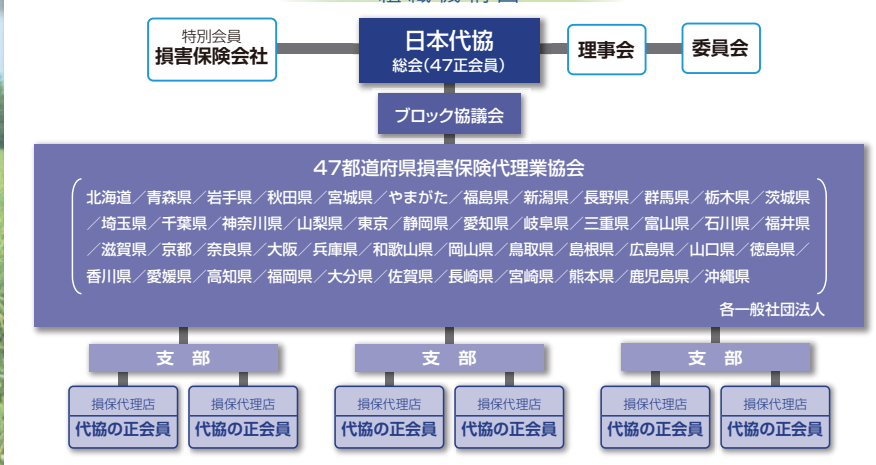 組織機構図
特別会員
損害保険会社
日本代協
総会(47正会員)
理事会
委員会
ブロック協議会
47都道府県損害保険代理業協会
北海道／青森県／岩手県／秋田県／宮城県／やまがた／福島県／新潟県／長野県／群馬県／栃木県／茨城県
／埼玉県／千葉県／神奈川県／山梨県／東京／静岡県／愛知県／岐阜県／三重県／富山県／石川県／福井県
／滋賀県／京都／奈良県／大阪／兵庫県／和歌山県／岡山県／鳥取県／島根県／広島県／山口県／徳島県／
香川県／愛媛県／高知県／福岡県／大分県／佐賀県／長崎県／宮崎県／熊本県／鹿児島県／沖縄県
各一般社団法人
支 部
支 部
支 部
損保代理店
代協の正会員
損保代理店
代協の正会員
損保代理店
代協の正会員
損保代理店
代協の正会員
損保代理店
代協の正会員
損保代理店
代協の正会員